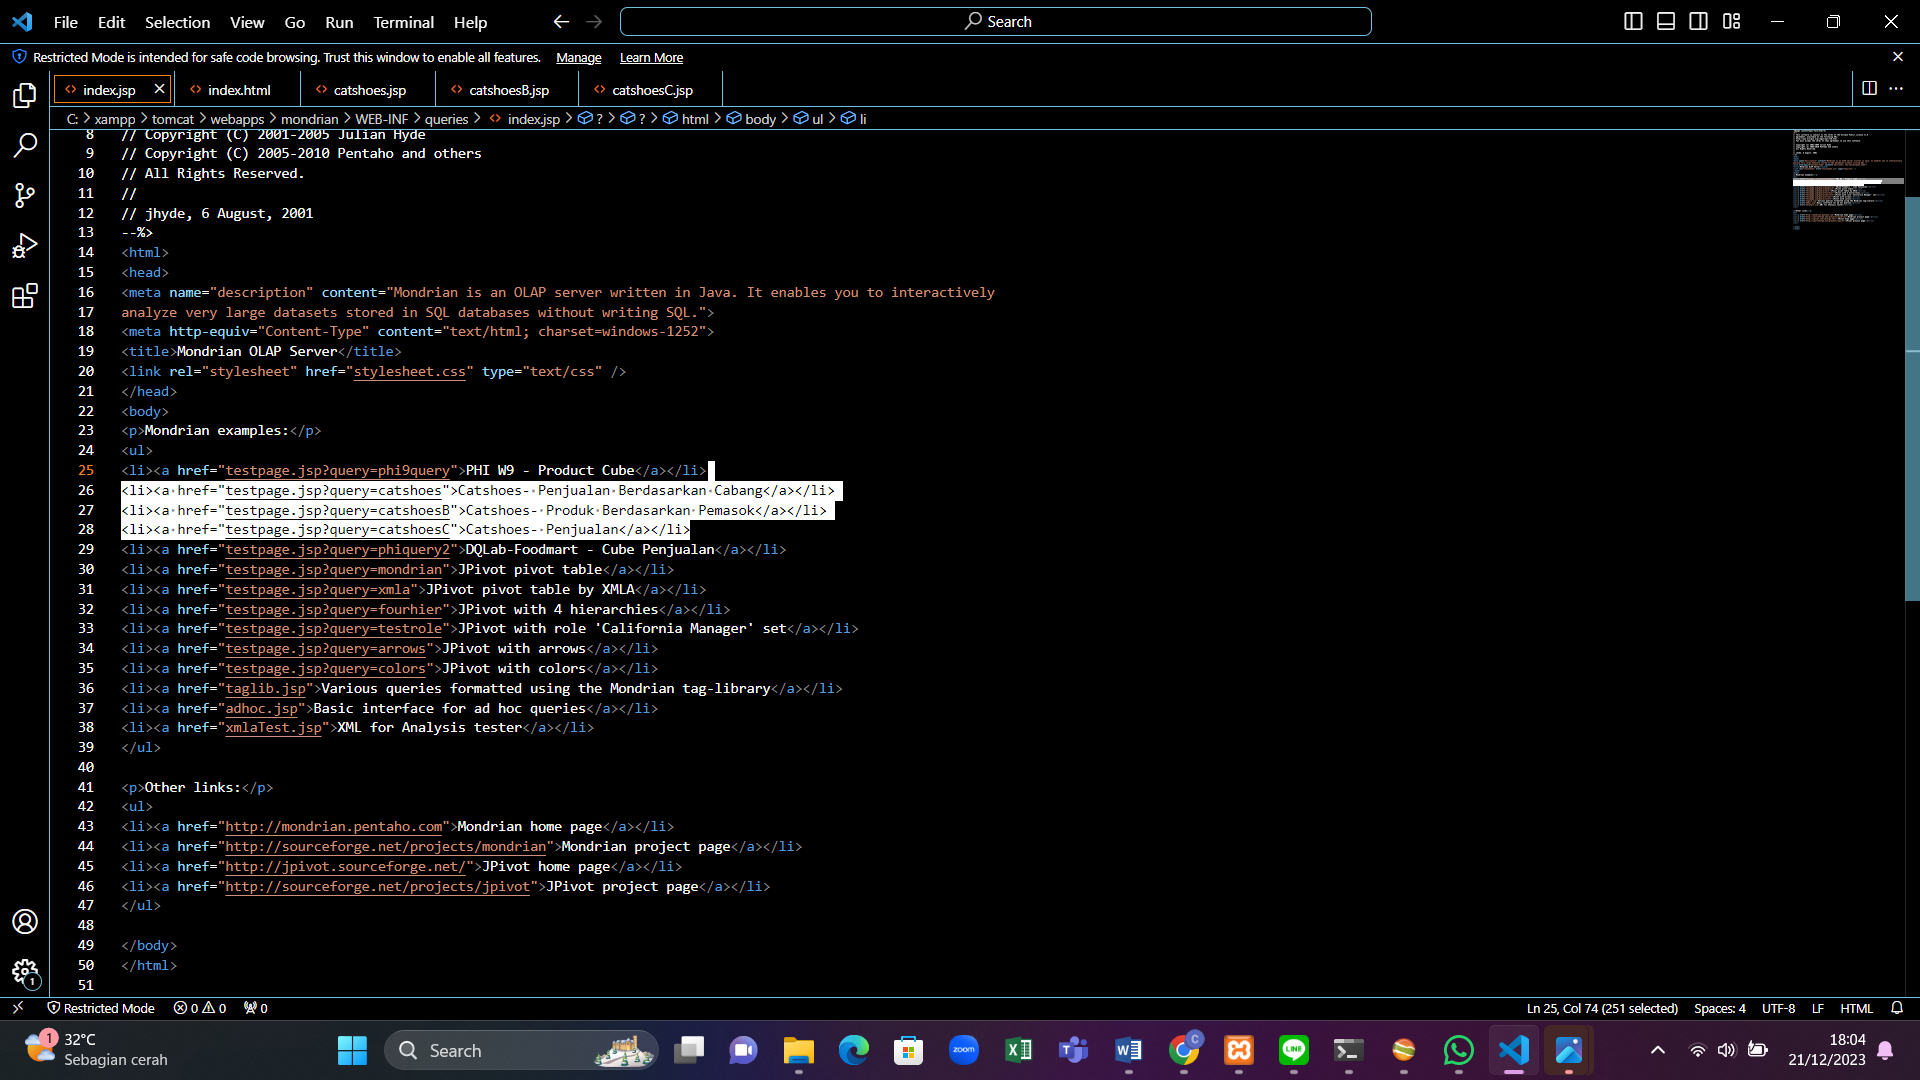 File Edit Selection View Go Run Terminal Help
Search
Restricted Mode is intended for safe code browsing. Trust this window to enable all features. Manage Learn More
index.jsp index.html catshoes.jsp catshoesB.jsp catshoesC.jsp
C: > xampp > tomcat > webapps > mondrian > WEB-INF > queries > index.jsp > ? > ? > html > body > ul > li
8 // Copyright (C) 2001-2005 Julian Hyde
9 // Copyright (C) 2005-2010 Pentaho and others
10 // All Rights Reserved.
11 //
12 // jhyde, 6 August, 2001
13 --%>
14 <html>
15 <head>
16 <meta name="description" content="Mondrian is an OLAP server written in Java. It enables you to interactively
17 analyze very large datasets stored in SQL databases without writing SQL.">
18 <meta http-equiv="Content-Type" content="text/html; charset=windows-1252">
19 <title>Mondrian OLAP Server</title>
20 <link rel="stylesheet" href="stylesheet.css" type="text/css" />
21 </head>
22 <body>
23 <p>Mondrian examples:</p>
24 <ul>
25 <li><a href="testpage.jsp?query=phi9query">PHI W9 - Product Cube</a></li>
26 <li><a href="testpage.jsp?query=catshoes">Catshoes- Penjualan Berdasarkan Cabang</a></li>
27 <li><a href="testpage.jsp?query=catshoesB">Catshoes- Produk Berdasarkan Pemasok</a></li>
28 <li><a href="testpage.jsp?query=catshoesC">Catshoes- Penjualan</a></li>
29 <li><a href="testpage.jsp?query=phiquery2">DQLab-Foodmart - Cube Penjualan</a></li>
30 <li><a href="testpage.jsp?query=mondrian">JPivot pivot table</a></li>
31 <li><a href="testpage.jsp?query=xmla">JPivot pivot table by XMLA</a></li>
32 <li><a href="testpage.jsp?query=fourhier">JPivot with 4 hierarchies</a></li>
33 <li><a href="testpage.jsp?query=testrole">JPivot with role 'California Manager' set</a></li>
34 <li><a href="testpage.jsp?query=arrows">JPivot with arrows</a></li>
35 <li><a href="testpage.jsp?query=colors">JPivot with colors</a></li>
36 <li><a href="taglib.jsp">Various queries formatted using the Mondrian tag-library</a></li>
37 <li><a href="adhoc.jsp">Basic interface for ad hoc queries</a></li>
38 <li><a href="xmlaTest.jsp">XML for Analysis tester</a></li>
39 </ul>
40
41 <p>Other links:</p>
42 <ul>
43 <li><a href="http://mondrian.pentaho.com">Mondrian home page</a></li>
44 <li><a href="http://sourceforge.net/projects/mondrian">Mondrian project page</a></li>
45 <li><a href="http://jpivot.sourceforge.net/">JPivot home page</a></li>
46 <li><a href="http://sourceforge.net/projects/jpivot">JPivot project page</a></li>
47 </ul>
48
49 </body>
50 </html>
51
1
Restricted Mode 0 0 0 Ln 25, Col 74 (251 selected) Spaces: 4 UTF-8 LF HTML
1 32°C
Sebagian cerah
Search
zoom
LINE
18:04
21/12/2023